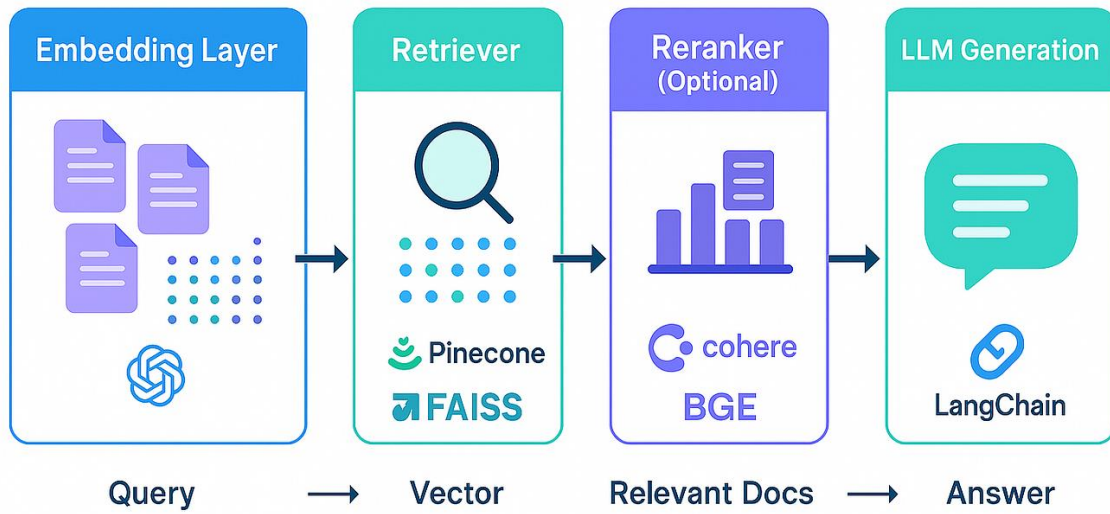 Embedding Layer
Retriever
Pinecone
FAISS
Reranker
(Optional)
cohere
BGE
LLM Generation
LangChain
Query → Vector Relevant Docs → Answer